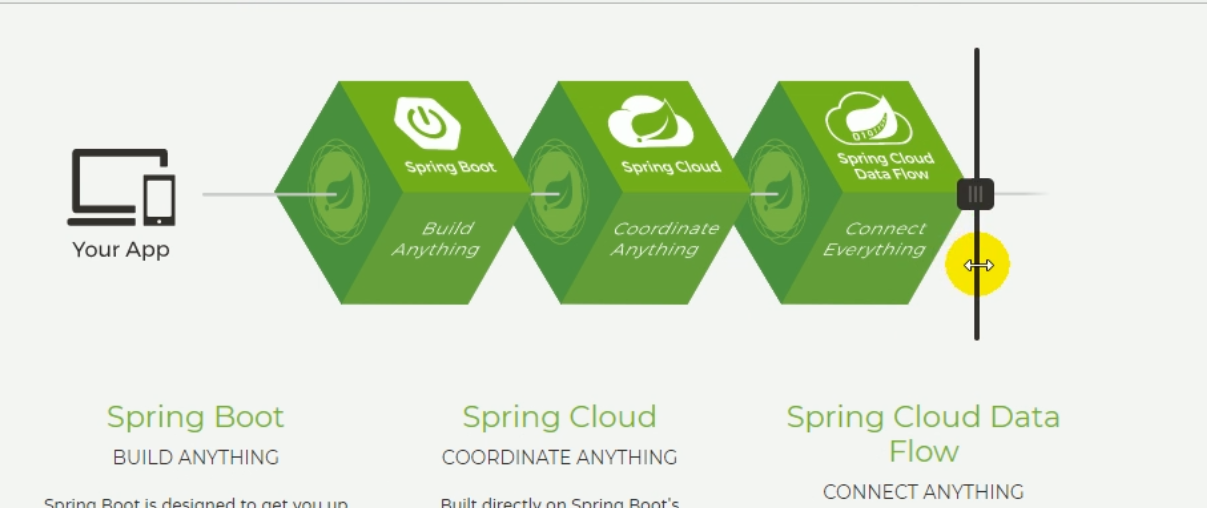 Spring Boot
Spring Cloud
Spring Cloud
Data Flow
Build
Anything
Coordinate
Anything
Connect
Everything
Your App
Spring Boot
BUILD ANYTHING
Spring Boot is designed to get you up
Spring Cloud
COORDINATE ANYTHING
Built directly on Spring Boot's
Spring Cloud Data
Flow
CONNECT ANYTHING